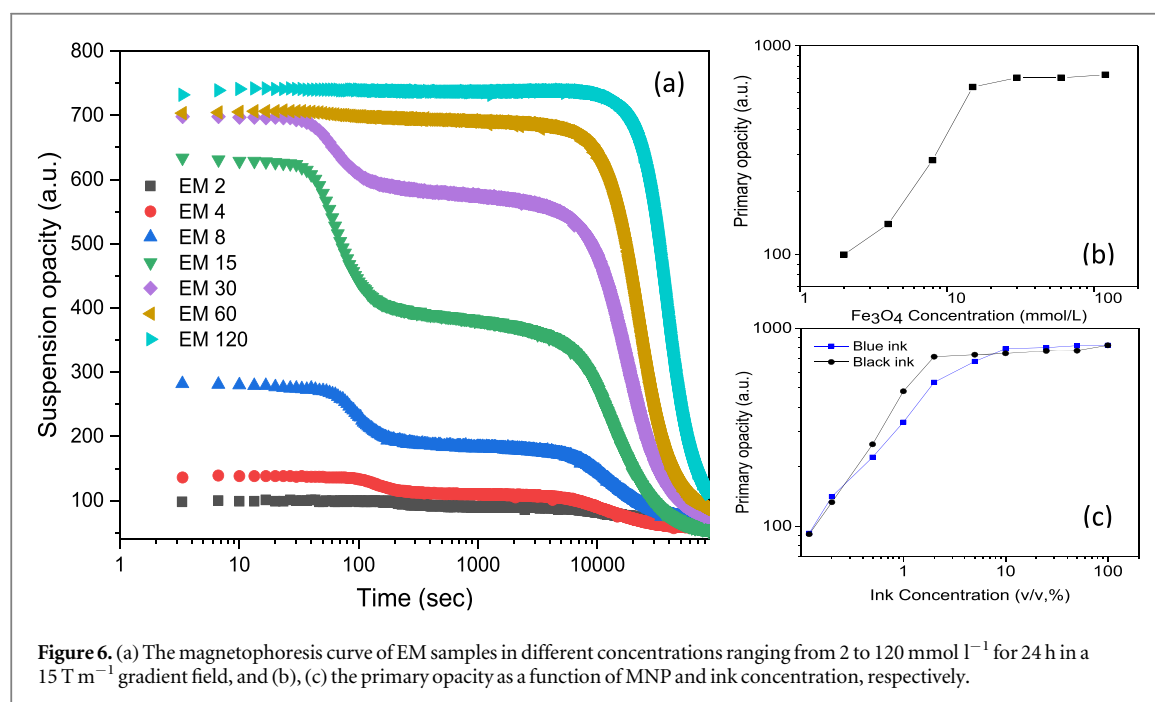 800
700
600
500
400
300
200
100
1
10
100
1000
10000
Suspension opacity (a.u.)
Time (sec)
(a)
EM 2
EM 4
EM 8
EM 15
EM 30
EM 60
EM 120
1000
100
1
10
100
Primary opacity (a.u.)
Fe3O4 Concentration (mmol/L)
(b)
1000
100
1
10
100
Blue ink
Black ink
Primary opacity (a.u.)
Ink Concentration (v/v,%)
(c)
Figure 6. (a) The magnetophoresis curve of EM samples in different concentrations ranging from 2 to 120 mmol l−1 for 24 h in a
15 T m−1 gradient field, and (b), (c) the primary opacity as a function of MNP and ink concentration, respectively.